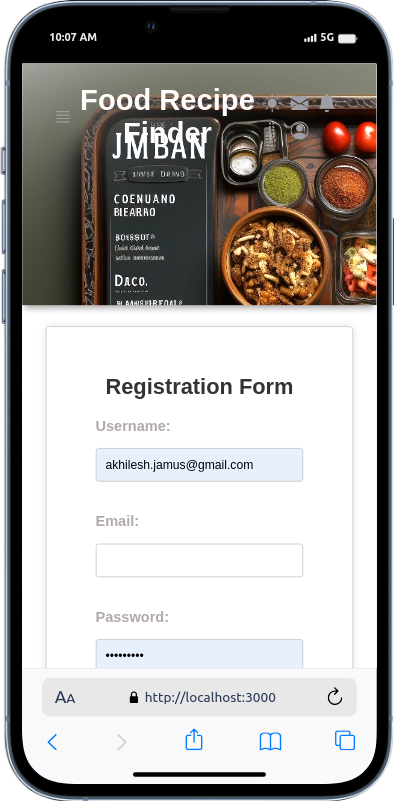 10:07 AM
5G
Food Recipe
Finder
JMBAN
COENUANO
BIEARAO
DACO.
Registration Form
Username:
akhilesh.jamus@gmail.com
Email:
Password:
•••••••••
AA
http://localhost:3000